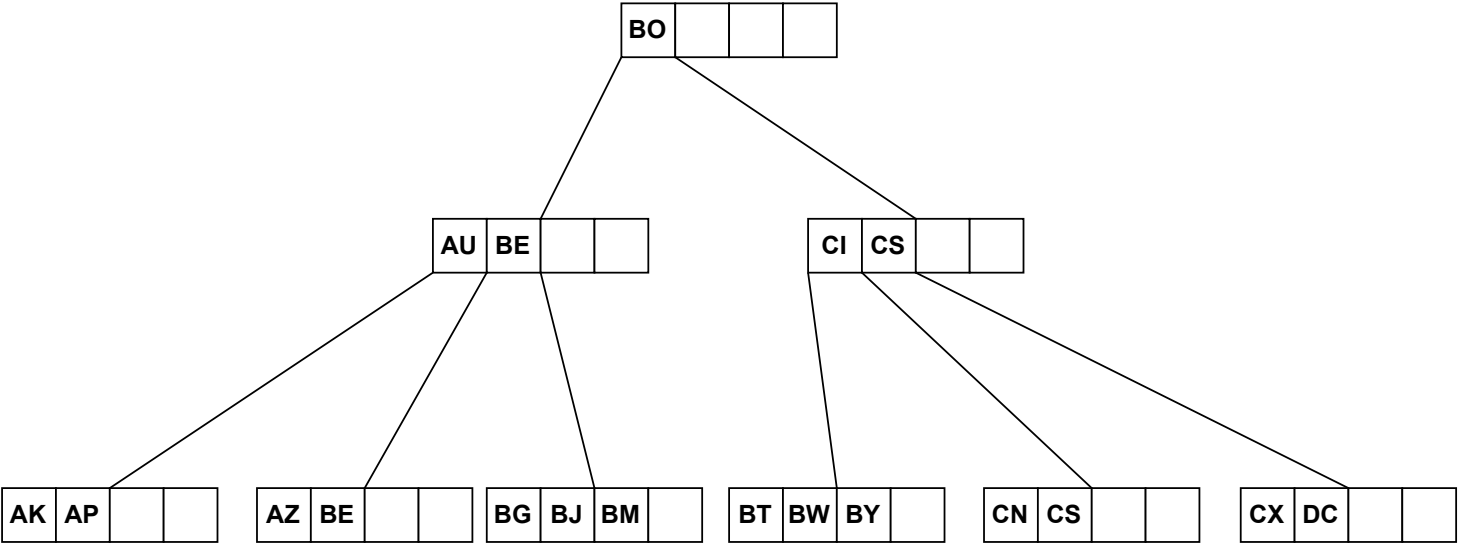 BO
AU BE CI CS
AK AP AZ BE BG BJ BM BT BW BY CN CS CX DC